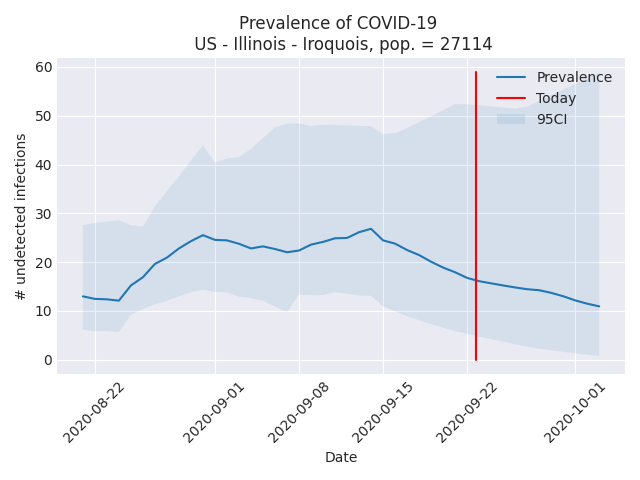 Prevalence of COVID-19
US - Illinois - Iroquois, pop. = 27114
# undetected infections
60
50
40
30
20
10
0
Prevalence
Today
95CI
2020-08-22
2020-09-01
2020-09-08
2020-09-15
2020-09-22
2020-10-01
Date